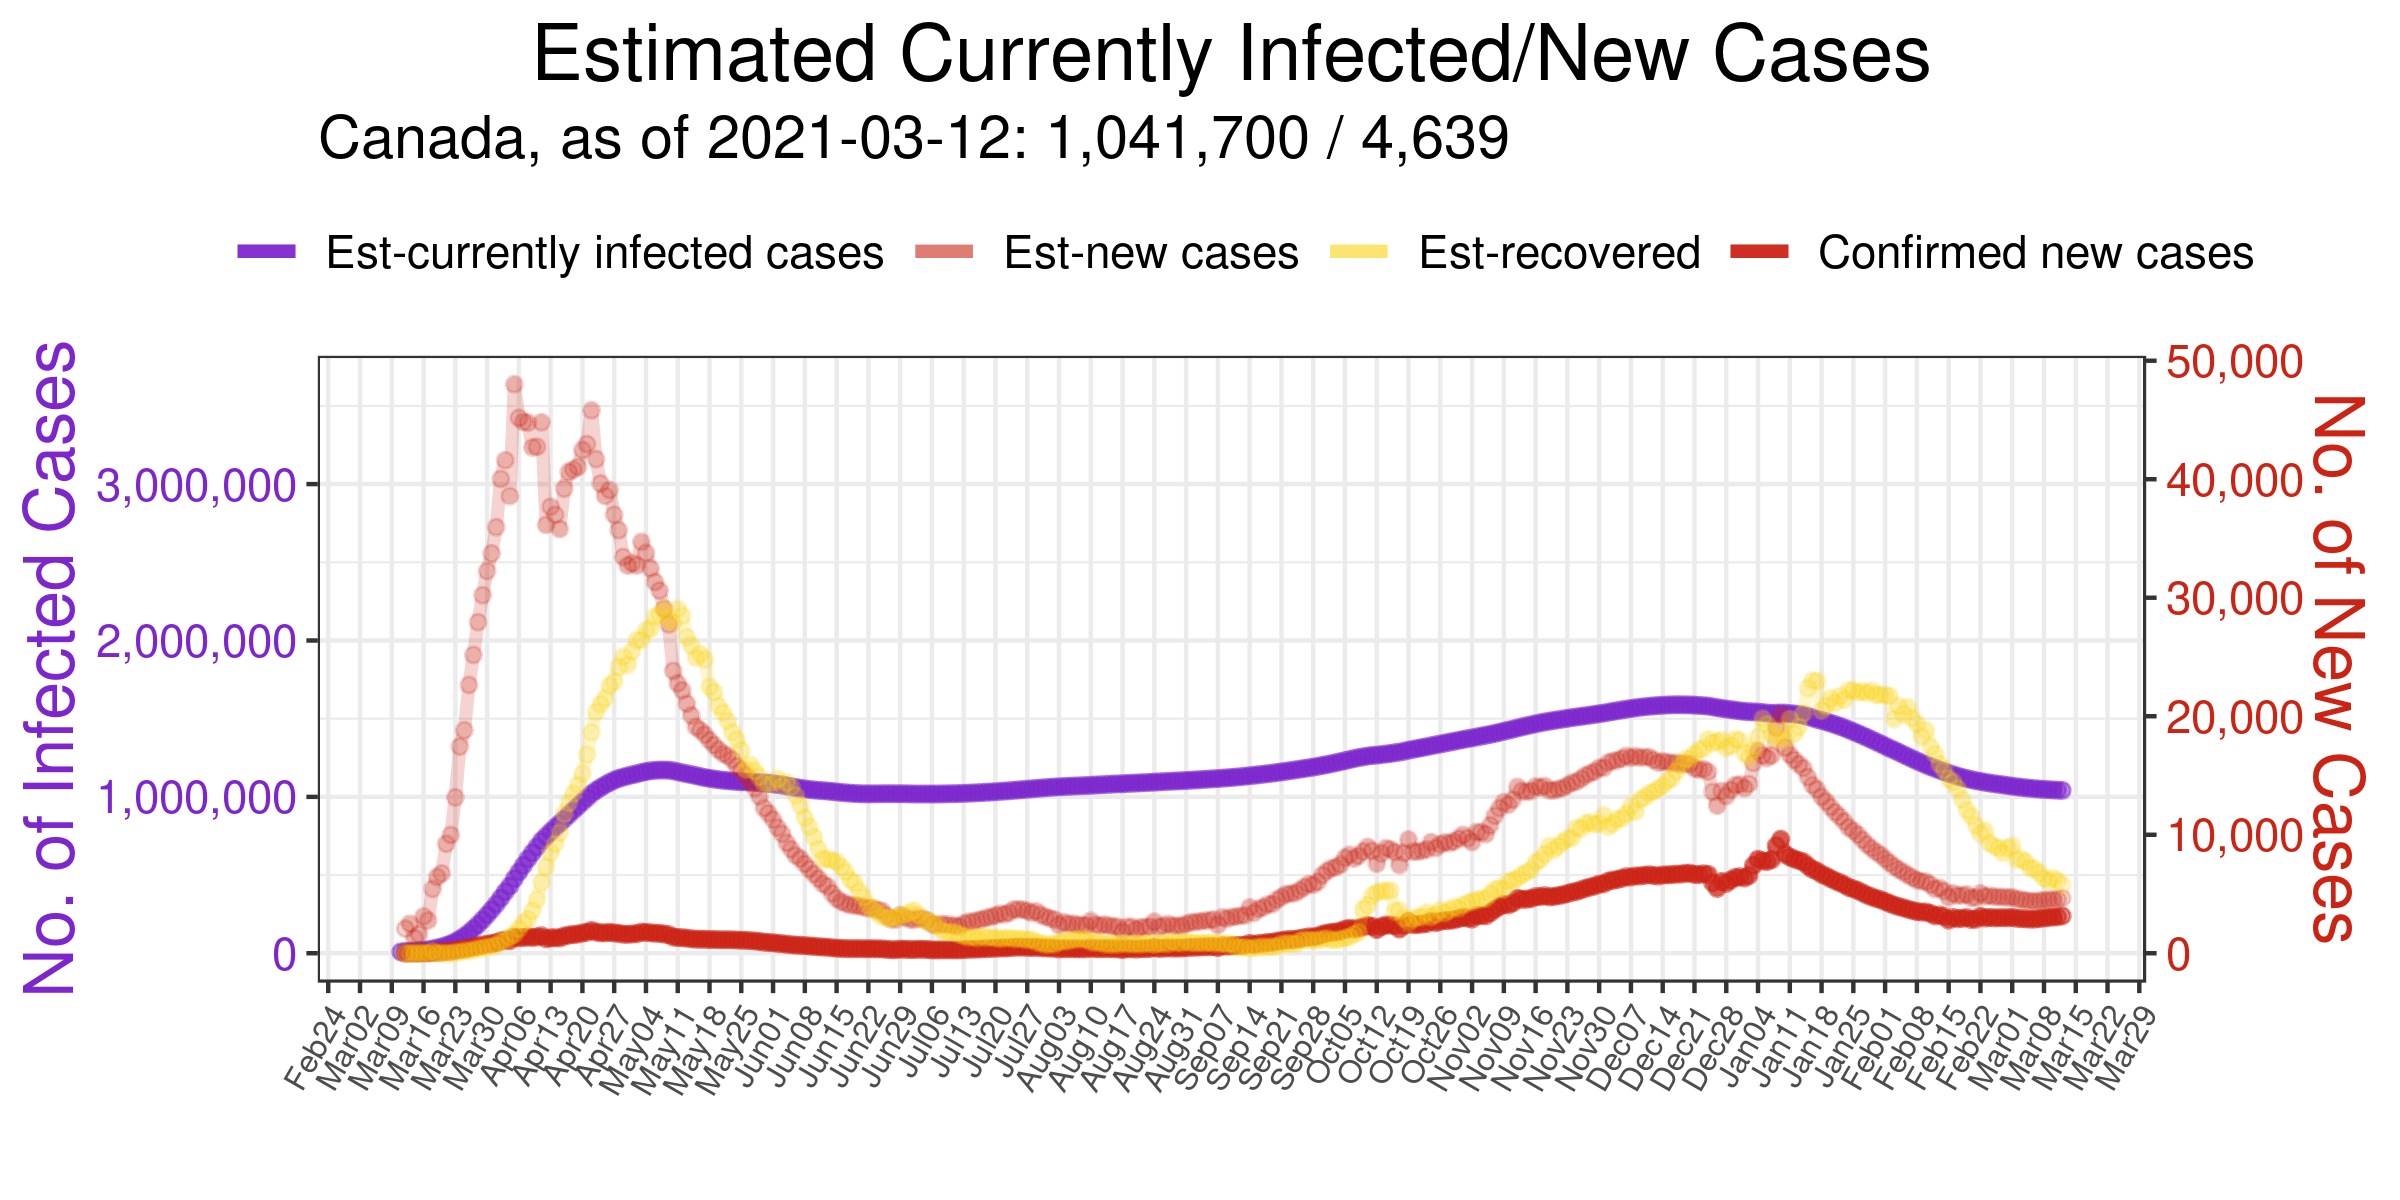 Estimated Currently Infected/New Cases
Canada, as of 2021-03-12: 1,041,700 / 4,639
Est-currently infected cases Est-new cases Est-recovered Confirmed new cases
No. of Infected Cases
3,000,000
2,000,000
1,000,000
0
50,000
40,000
30,000
20,000
10,000
0
No. of New Cases
Feb24 Mar02 Mar09 Mar16 Mar23 Mar30 Apr06 Apr13 Apr20 Apr27 May04 May11 May18 May25 Jun01 Jun08 Jun15 Jun22 Jun29 Jul06 Jul13 Jul20 Jul27 Aug03 Aug10 Aug17 Aug24 Aug31 Sep07 Sep14 Sep21 Sep28 Oct05 Oct12 Oct19 Oct26 Nov02 Nov09 Nov16 Nov23 Nov30 Dec07 Dec14 Dec21 Dec28 Jan04 Jan11 Jan18 Jan25 Feb01 Feb08 Feb15 Feb22 Mar01 Mar08 Mar15 Mar22 Mar29